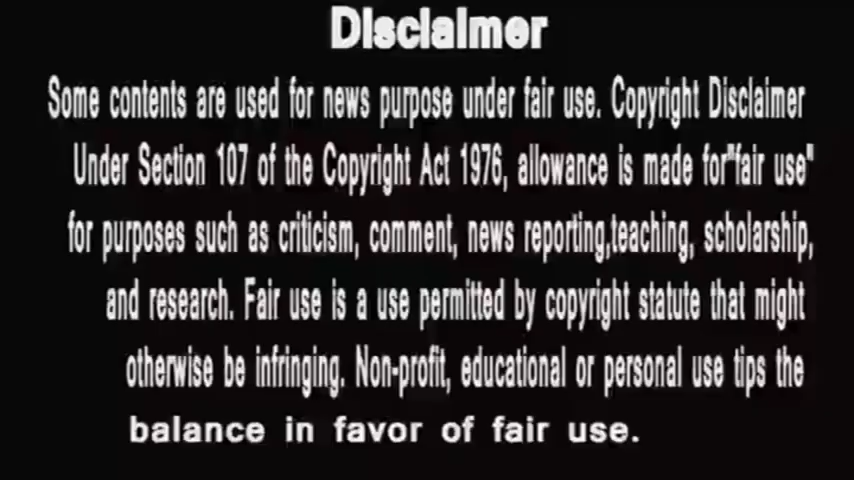 Disclaimer
Some contents are used for news purpose under fair use. Copyright Disclaimer
Under Section 107 of the Copyright Act 1976, allowance is made for"fair use"
for purposes such as criticism, comment, news reporting,teaching, scholarship,
and research. Fair use is a use permitted by copyright statute that might
otherwise be infringing. Non-profit, educational or personal use tips the
balance in favor of fair use.